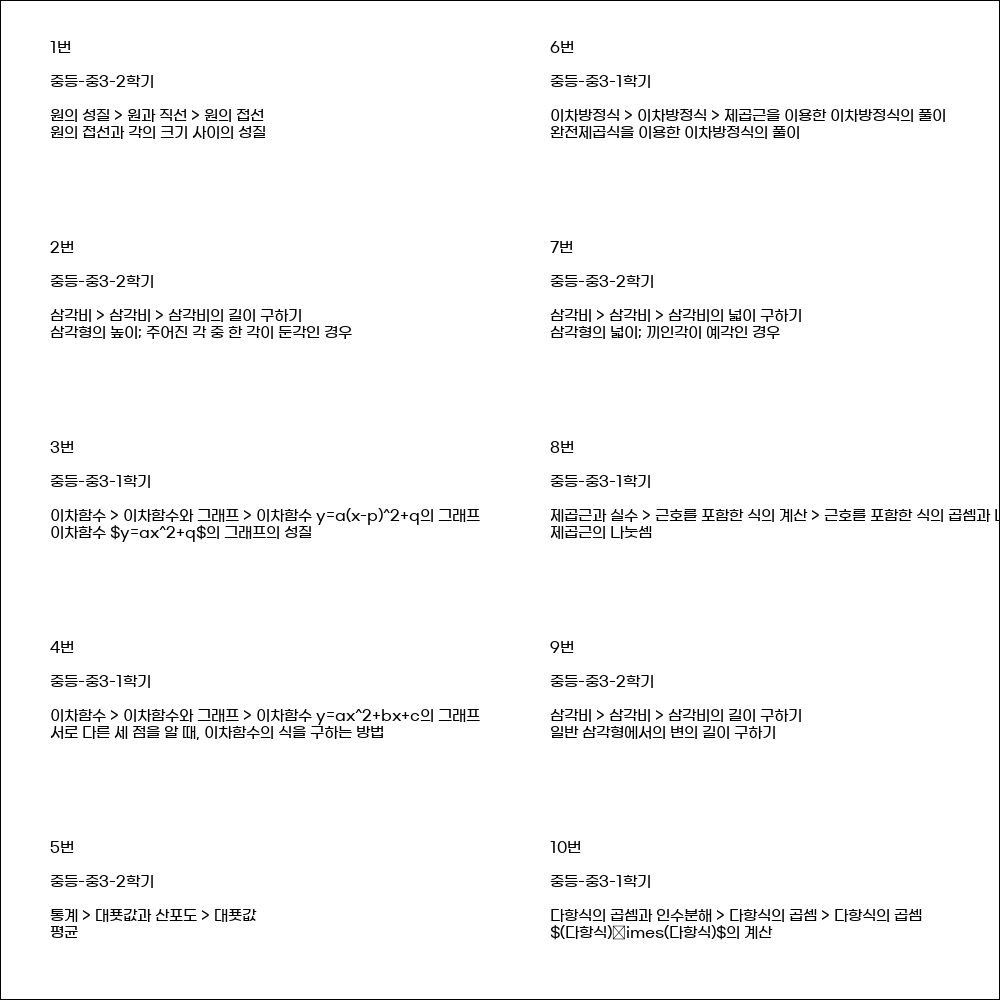 1번
중등-중3-2학기
원의 성질 > 원과 직선 > 원의 접선
원의 접선과 각의 크기 사이의 성질
2번
중등-중3-2학기
삼각비 > 삼각비 > 삼각비의 길이 구하기
삼각형의 높이; 주어진 각 중 한 각이 둔각인 경우
3번
중등-중3-1학기
이차함수 > 이차함수와 그래프 > 이차함수 y=a(x-p)^2+q의 그래프
이차함수 $y=ax^2+q$의 그래프의 성질
4번
중등-중3-1학기
이차함수 > 이차함수와 그래프 > 이차함수 y=ax^2+bx+c의 그래프
서로 다른 세 점을 알 때, 이차함수의 식을 구하는 방법
5번
중등-중3-2학기
통계 > 대푯값과 산포도 > 대푯값
평균
6번
중등-중3-1학기
이차방정식 > 이차방정식 > 제곱근을 이용한 이차방정식의 풀이
완전제곱식을 이용한 이차방정식의 풀이
7번
중등-중3-2학기
삼각비 > 삼각비 > 삼각비의 넓이 구하기
삼각형의 넓이; 끼인각이 예각인 경우
8번
중등-중3-1학기
제곱근과 실수 > 근호를 포함한 식의 계산 > 근호를 포함한 식의 곱셈과
제곱근의 나눗셈
9번
중등-중3-2학기
삼각비 > 삼각비 > 삼각비의 길이 구하기
일반 삼각형에서의 변의 길이 구하기
10번
중등-중3-1학기
다항식의 곱셈과 인수분해 > 다항식의 곱셈 > 다항식의 곱셈
$(다항식)☒imes(다항식)$의 계산